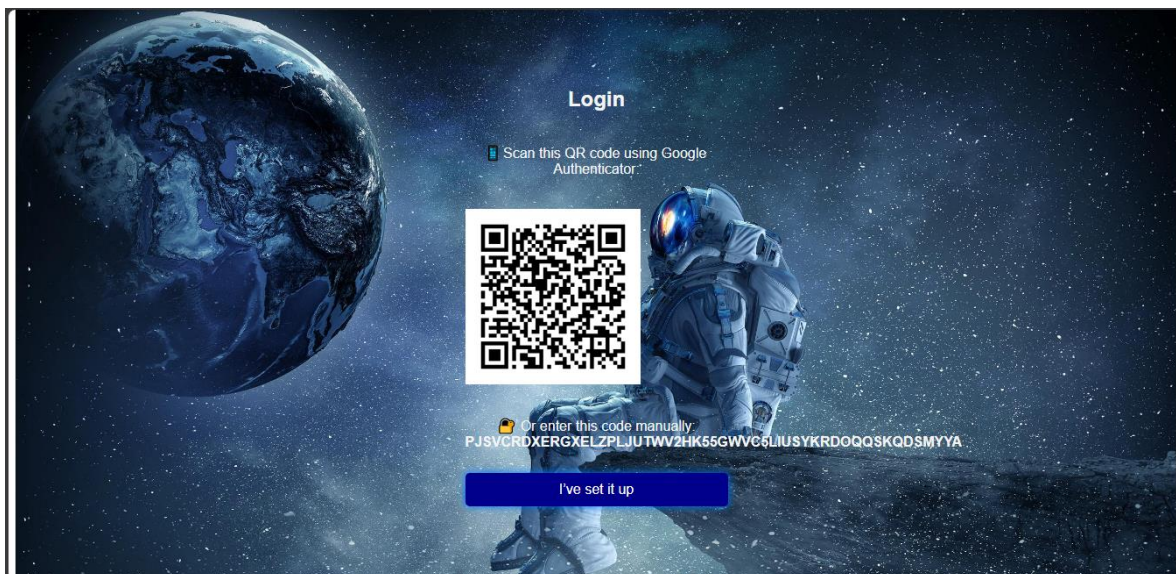 Login
📱 Scan this QR code using Google
Authenticator:
🔐 Or enter this code manually:
PJSVCRDXERGXELZPLJUTWV2HK55GWVC5LIUSYKRDOQQSKQDSMYYA
I've set it up